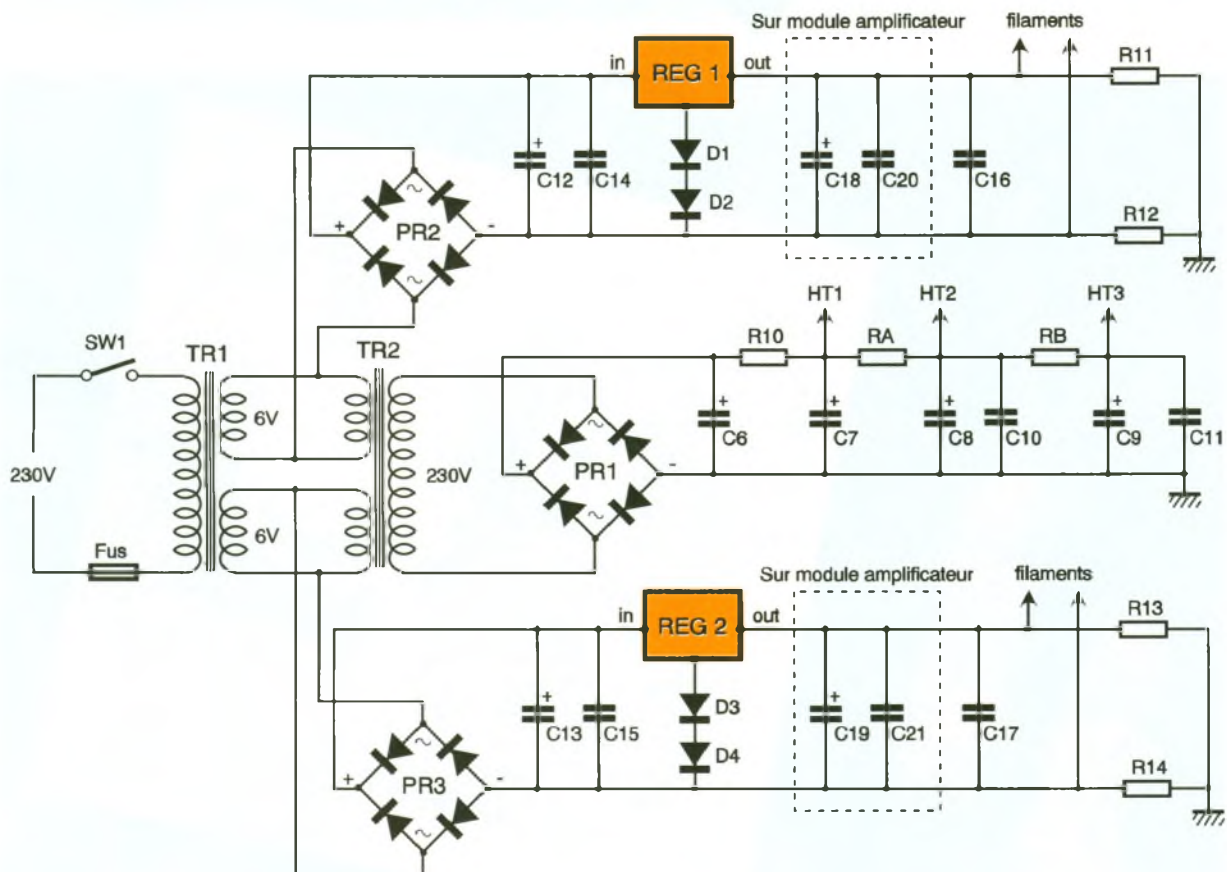 Sur module amplificateur
filaments
in
REG 1
out
R11
+
C12
C14
D1
D2
+
C18
C20
C16
R12
~
+
PR2
-
~
HT1
HT2
HT3
SW1
TR1
TR2
R10
RA
RB
6V
+
C6
+
C7
+
C8
C10
+
C9
C11
230V
230V
~
+
PR1
-
~
6V
Fus
Sur module amplificateur
filaments
in
REG 2
out
R13
+
C13
C15
D3
D4
+
C19
C21
C17
R14
~
+
PR3
-
~